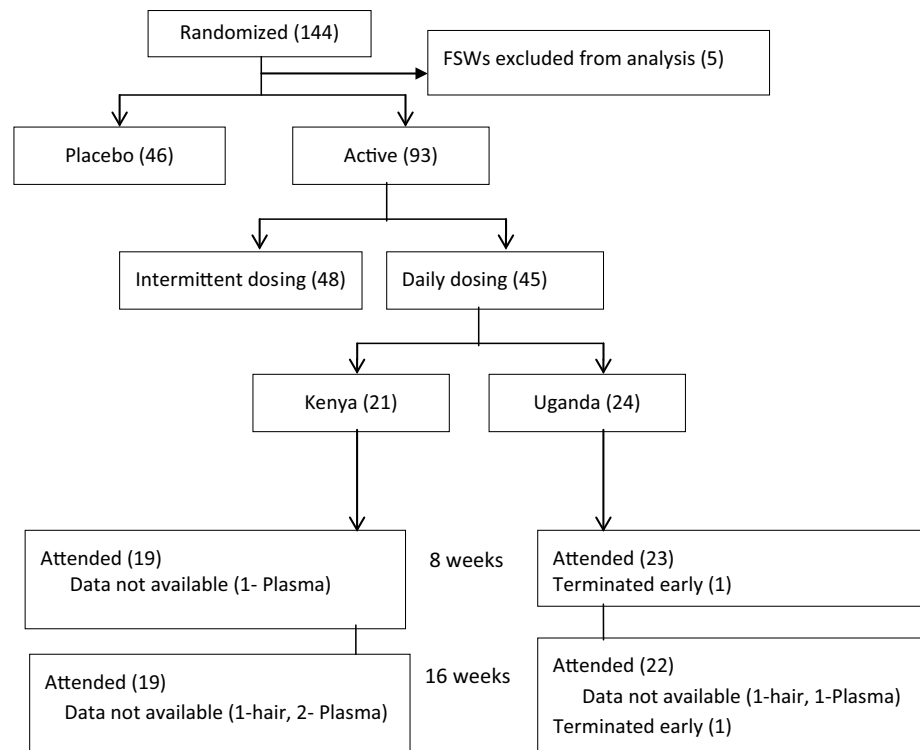 Randomized (144)
FSWs excluded from analysis (5)
Placebo (46)
Active (93)
Intermittent dosing (48)
Daily dosing (45)
Kenya (21)
Uganda (24)
Attended (19)
Data not available (1- Plasma)
8 weeks
Attended (23)
Terminated early (1)
Attended (19)
Data not available (1-hair, 2- Plasma)
16 weeks
Attended (22)
Data not available (1-hair, 1-Plasma)
Terminated early (1)